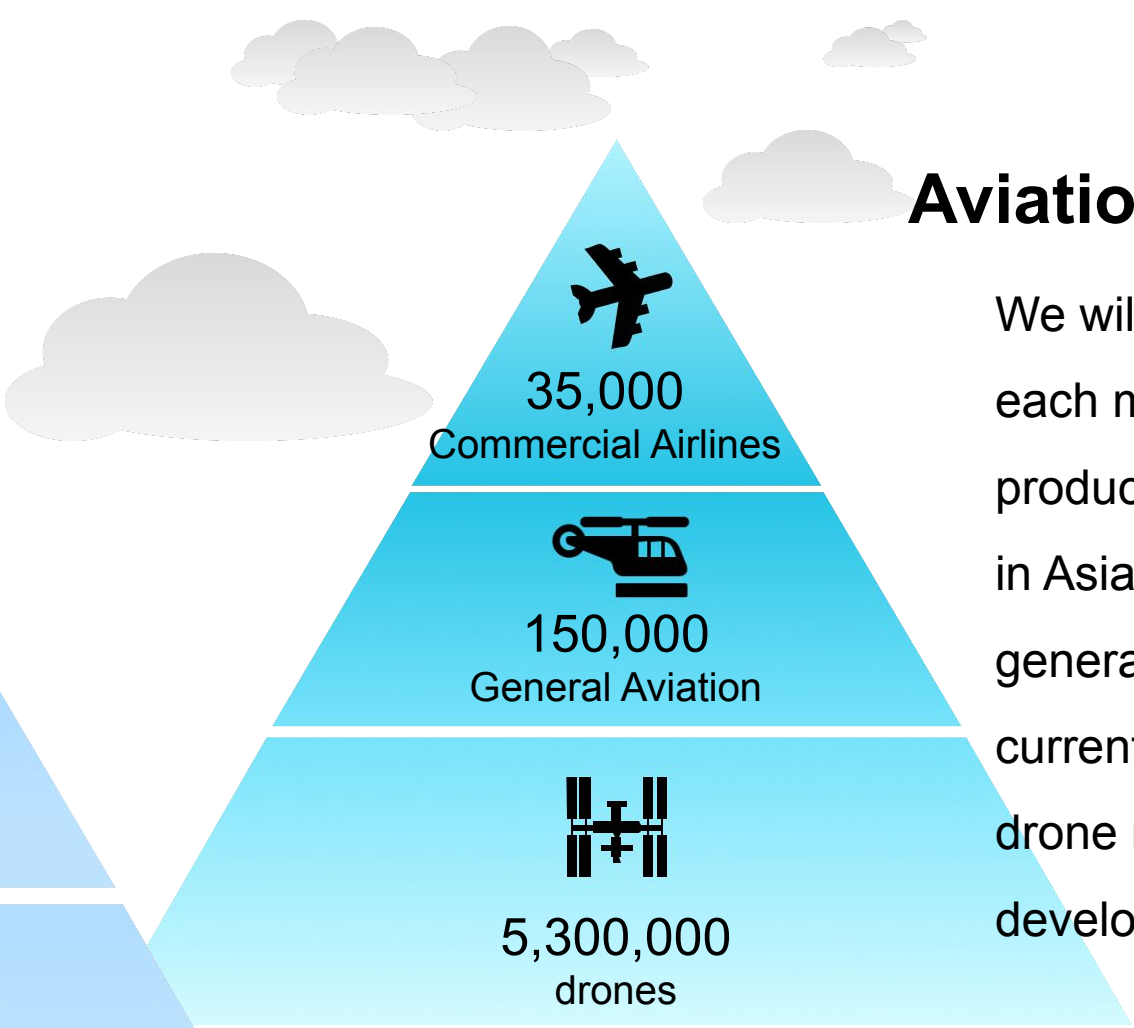 35,000
Commercial Airlines
150,000
General Aviation
5,300,000
drones
Aviatio
We wil
each
produc
in Asia
genera
current
drone
develo